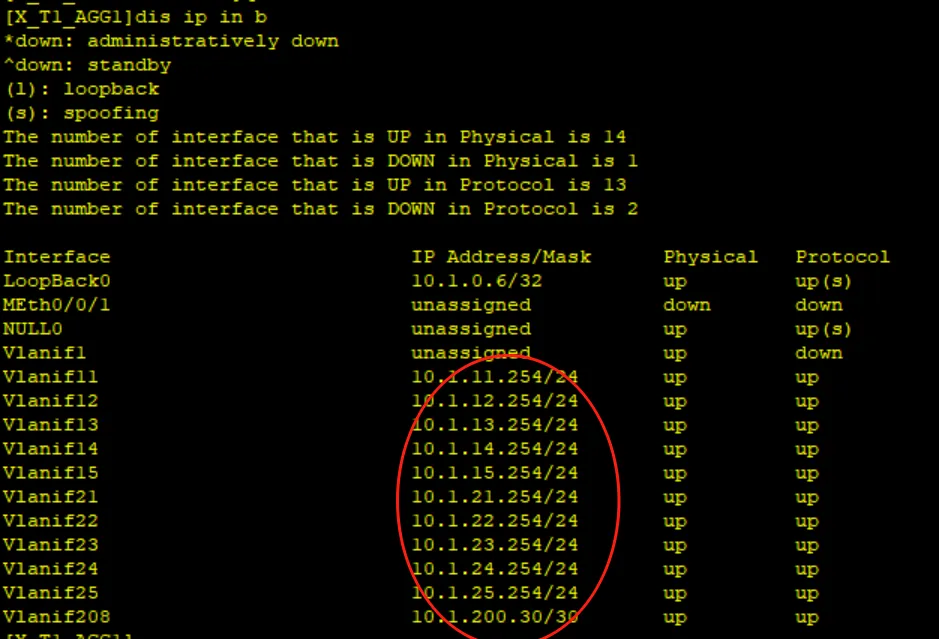 [X_T1_AGG1]dis ip in b
*down: administratively down
^down: standby
(l): loopback
(s): spoofing
The number of interface that is UP in Physical is 14
The number of interface that is DOWN in Physical is 1
The number of interface that is UP in Protocol is 13
The number of interface that is DOWN in Protocol is 2
Interface IP Address/Mask Physical Protocol
LoopBack0 10.1.0.6/32 up up(s)
MEth0/0/1 unassigned down down
NULL0 unassigned up up(s)
Vlanif1 unassigned up down
Vlanif11 10.1.11.254/24 up up
Vlanif12 10.1.12.254/24 up up
Vlanif13 10.1.13.254/24 up up
Vlanif14 10.1.14.254/24 up up
Vlanif15 10.1.15.254/24 up up
Vlanif21 10.1.21.254/24 up up
Vlanif22 10.1.22.254/24 up up
Vlanif23 10.1.23.254/24 up up
Vlanif24 10.1.24.254/24 up up
Vlanif25 10.1.25.254/24 up up
Vlanif208 10.1.200.30/30 up up
[X_T1_AGG1]